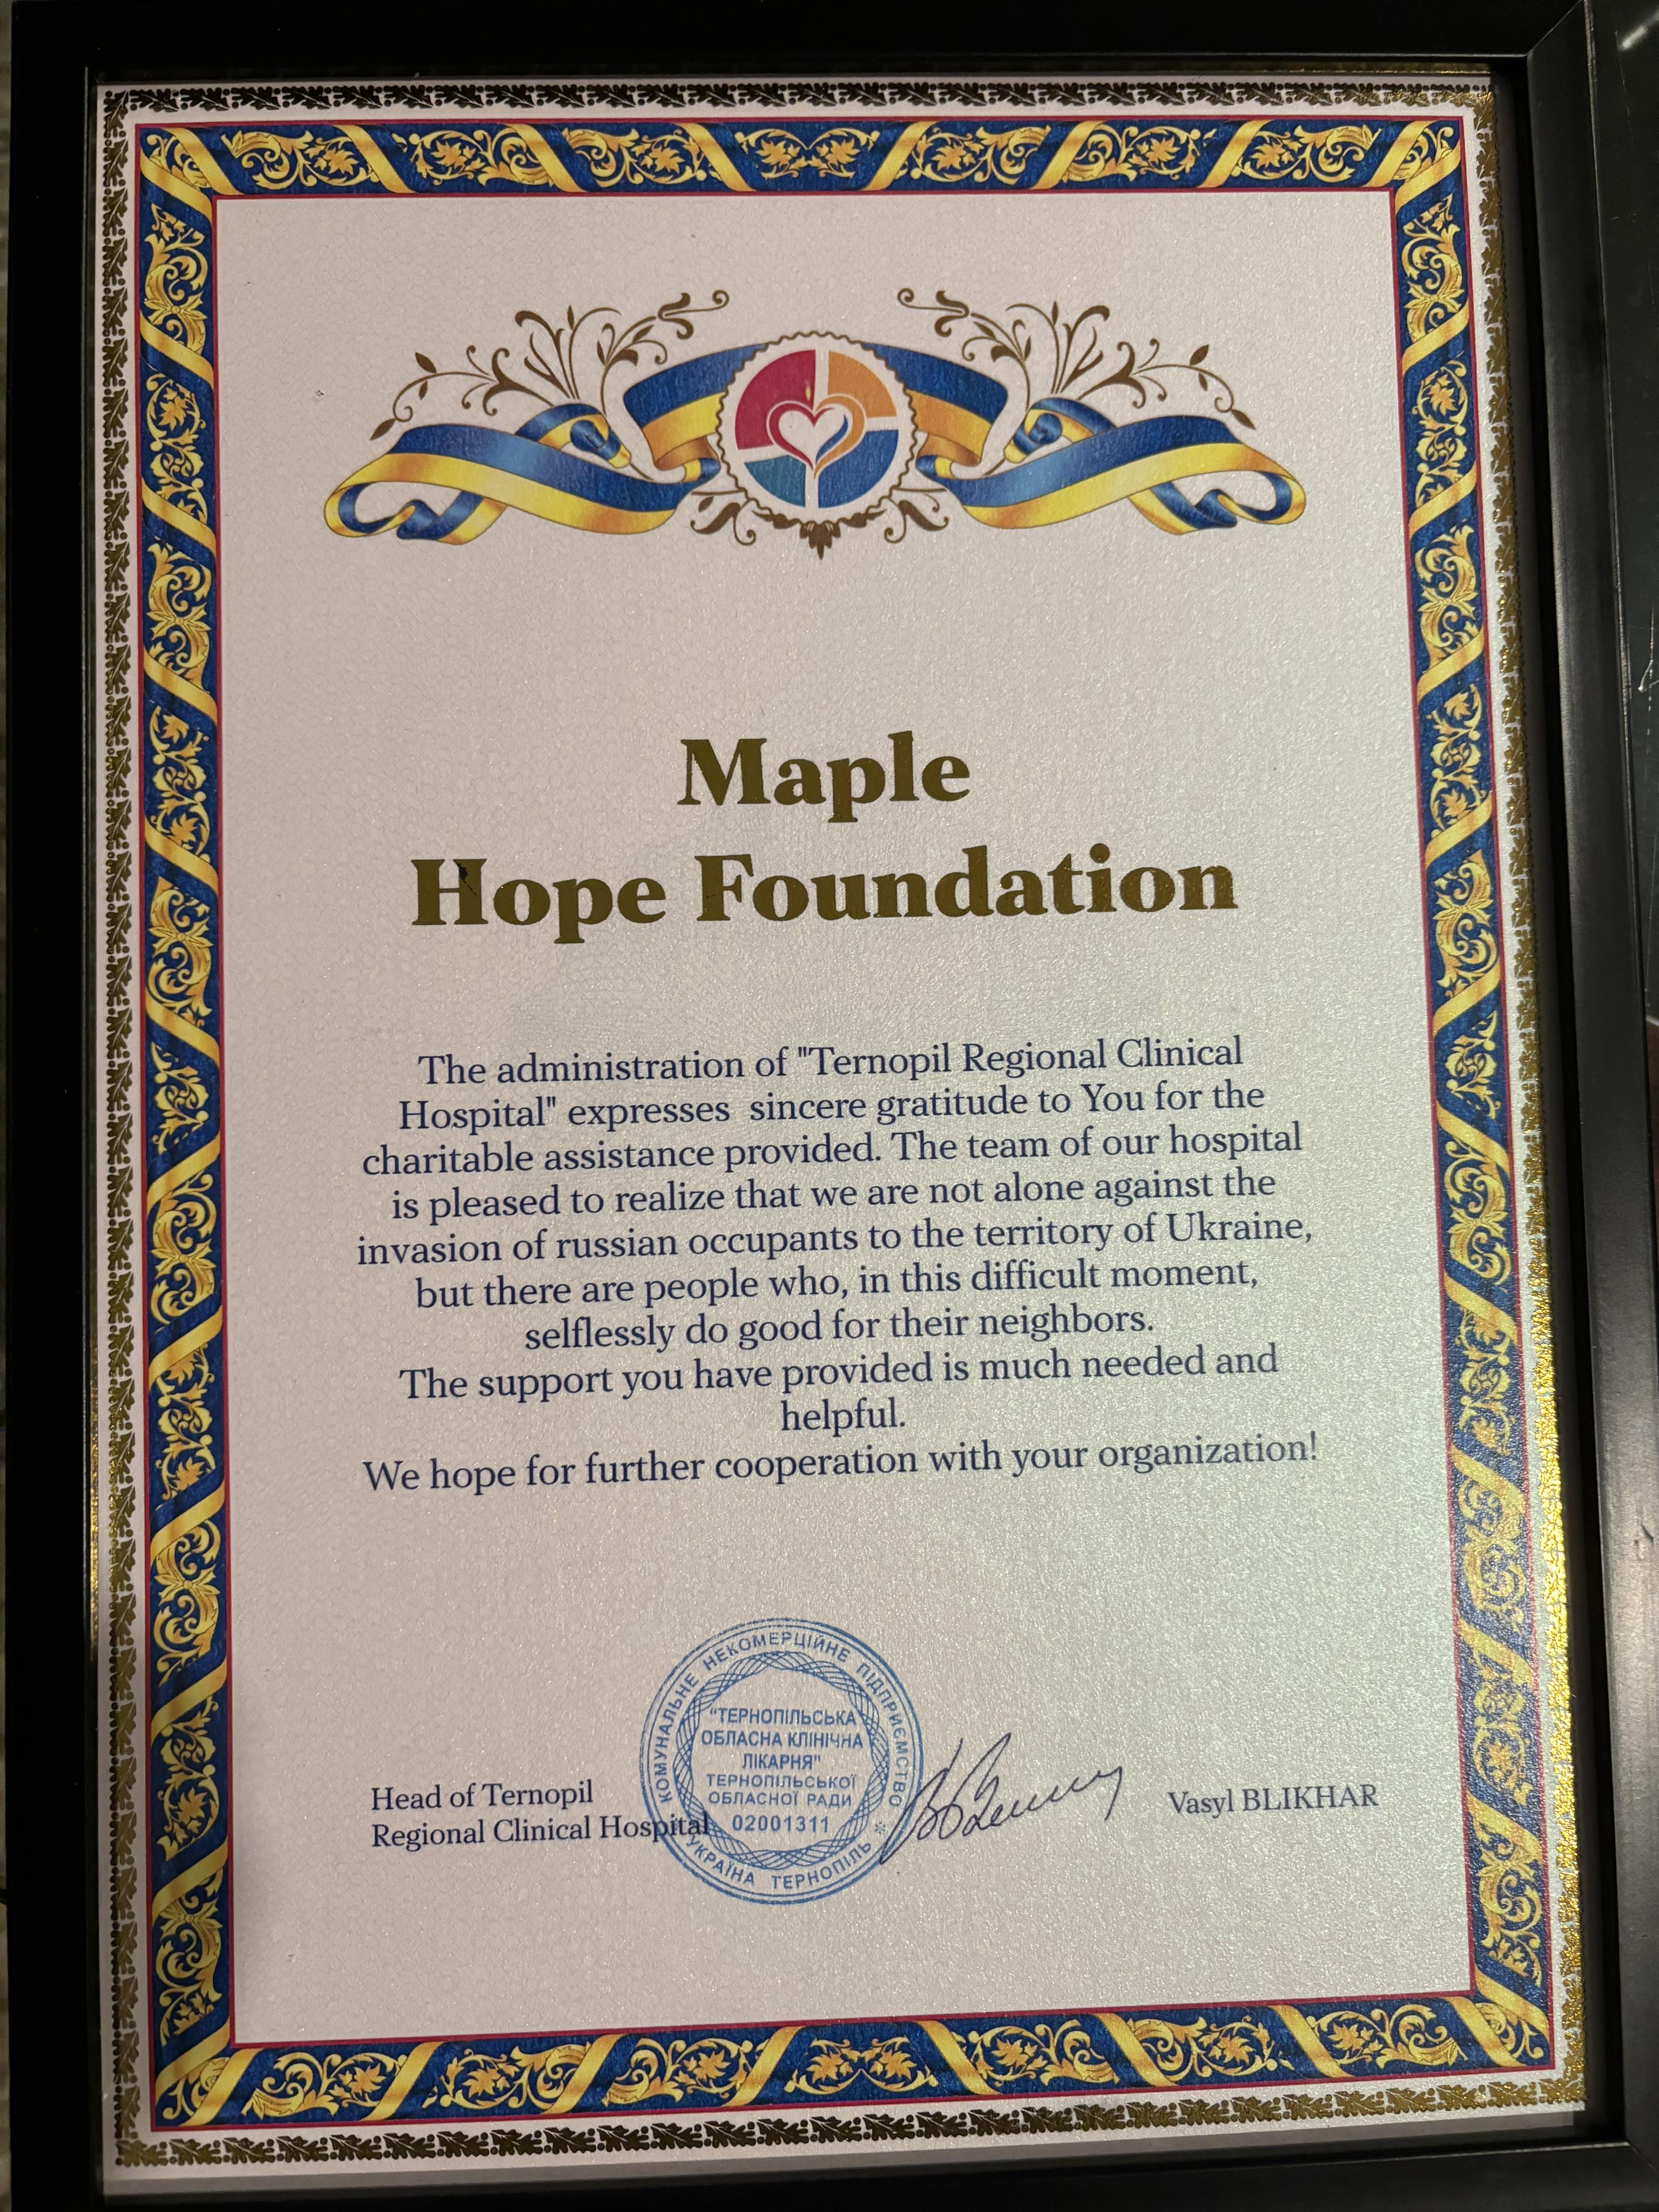 Maple
Hope Foundation
The administration of "Ternopil Regional Clinical
Hospital" expresses sincere gratitude to You for the
charitable assistance provided. The team of our hospital
is pleased to realize that we are not alone against the
invasion of russian occupants to the territory of Ukraine,
but there are people who, in this difficult moment,
selflessly do good for their neighbors.
The support you have provided is much needed and
helpful.
We hope for further cooperation with your organization!
Head of Ternopil
Regional Clinical Hospital
КОМУНАЛЬНЕ НЕКОМЕРЦІЙНЕ ПІДПРИЄМСТВО
"ТЕРНОПІЛЬСЬКА
ОБЛАСНА КЛІНІЧНА
ЛІКАРНЯ"
ТЕРНОПІЛЬСЬКОЇ
ОБЛАСНОЇ РАДИ
02001311
УКРАЇНА ТЕРНОПІЛЬ
Vasyl BLIKHAR